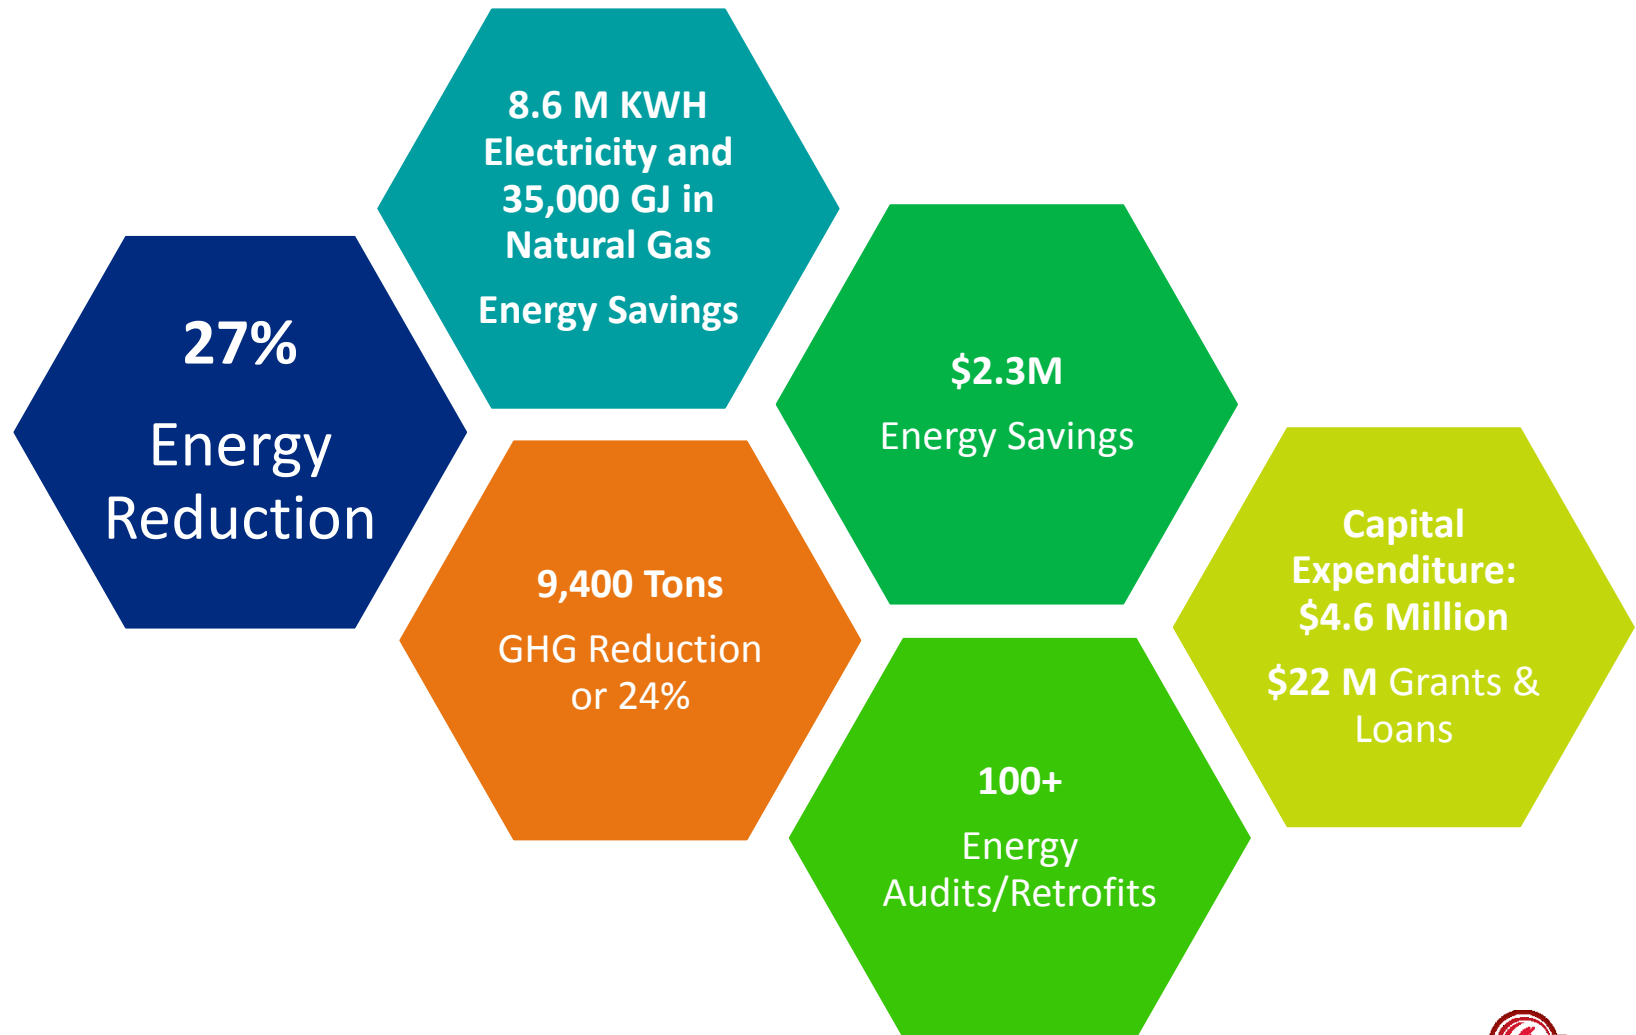 27%
Energy
Reduction
8.6 M KWH
Electricity and
35,000 GJ in
Natural Gas
Energy Savings
9,400 Tons
GHG Reduction
or 24%
$2.3M
Energy Savings
100+
Energy
Audits/Retrofits
Capital
Expenditure:
$4.6 Million
$22 M Grants &
Loans